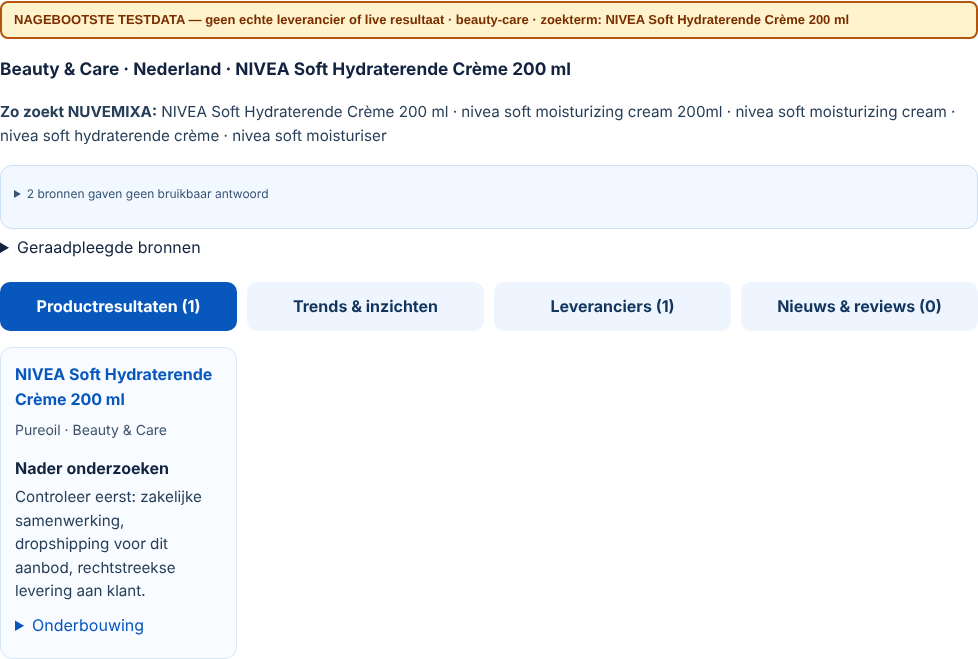 NAGEBOOTSTE TESTDATA — geen echte leverancier of live resultaat · beauty-care · zoekterm: NIVEA Soft Hydraterende Crème 200 ml
Beauty & Care · Nederland · NIVEA Soft Hydraterende Crème 200 ml
Zo zoekt NUVEMIXA: NIVEA Soft Hydraterende Crème 200 ml · nivea soft moisturizing cream 200ml · nivea soft moisturizing cream ·
nivea soft hydraterende crème · nivea soft moisturiser
2 bronnen gaven geen bruikbaar antwoord
Geraadpleegde bronnen
Productresultaten (1)
Trends & inzichten
Leveranciers (1)
Nieuws & reviews (0)
NIVEA Soft Hydraterende
Crème 200 ml
Pureoil · Beauty & Care
Nader onderzoeken
Controleer eerst: zakelijke
samenwerking,
dropshipping voor dit
aanbod, rechtstreekse
levering aan klant.
Onderbouwing